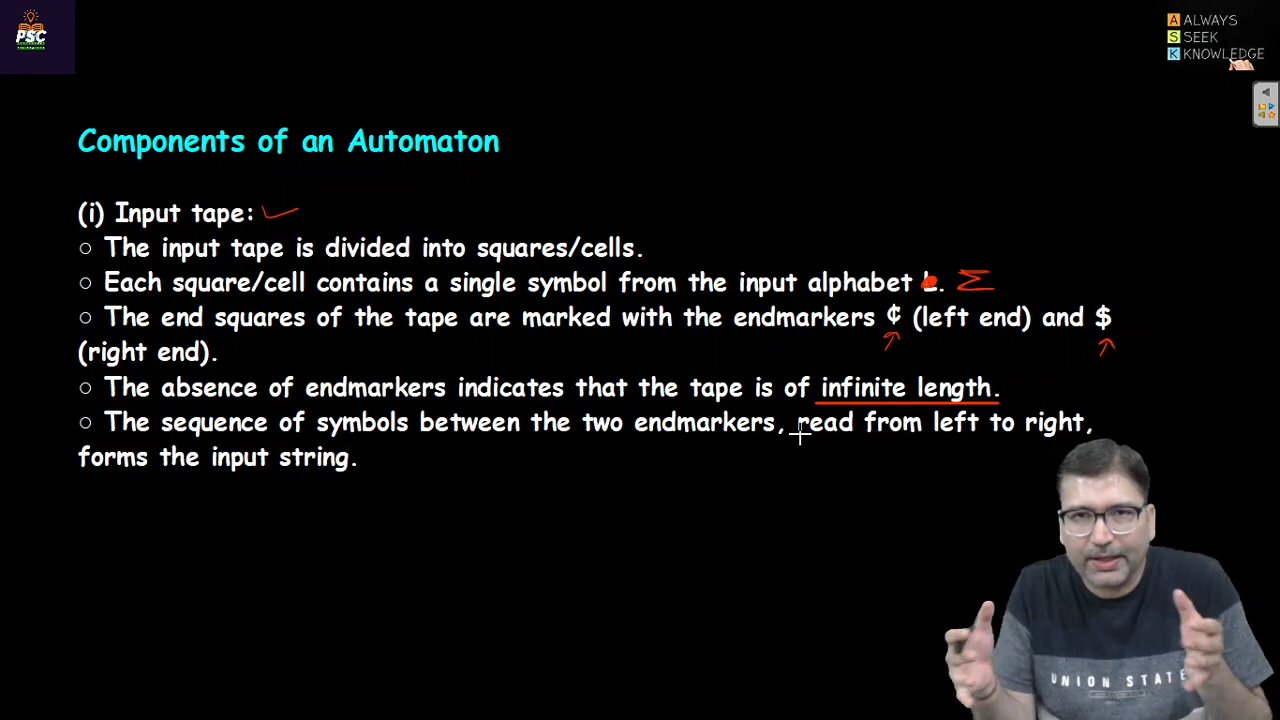 PSC
A ALWAYS
S SEEK
K KNOWLEDGE
Components of an Automaton
(i) Input tape:
○ The input tape is divided into squares/cells.
○ Each square/cell contains a single symbol from the input alphabet . Σ
○ The end squares of the tape are marked with the endmarkers ¢ (left end) and $
(right end).
○ The absence of endmarkers indicates that the tape is of infinite length.
○ The sequence of symbols between the two endmarkers, read from left to right,
forms the input string.
UNION STATE